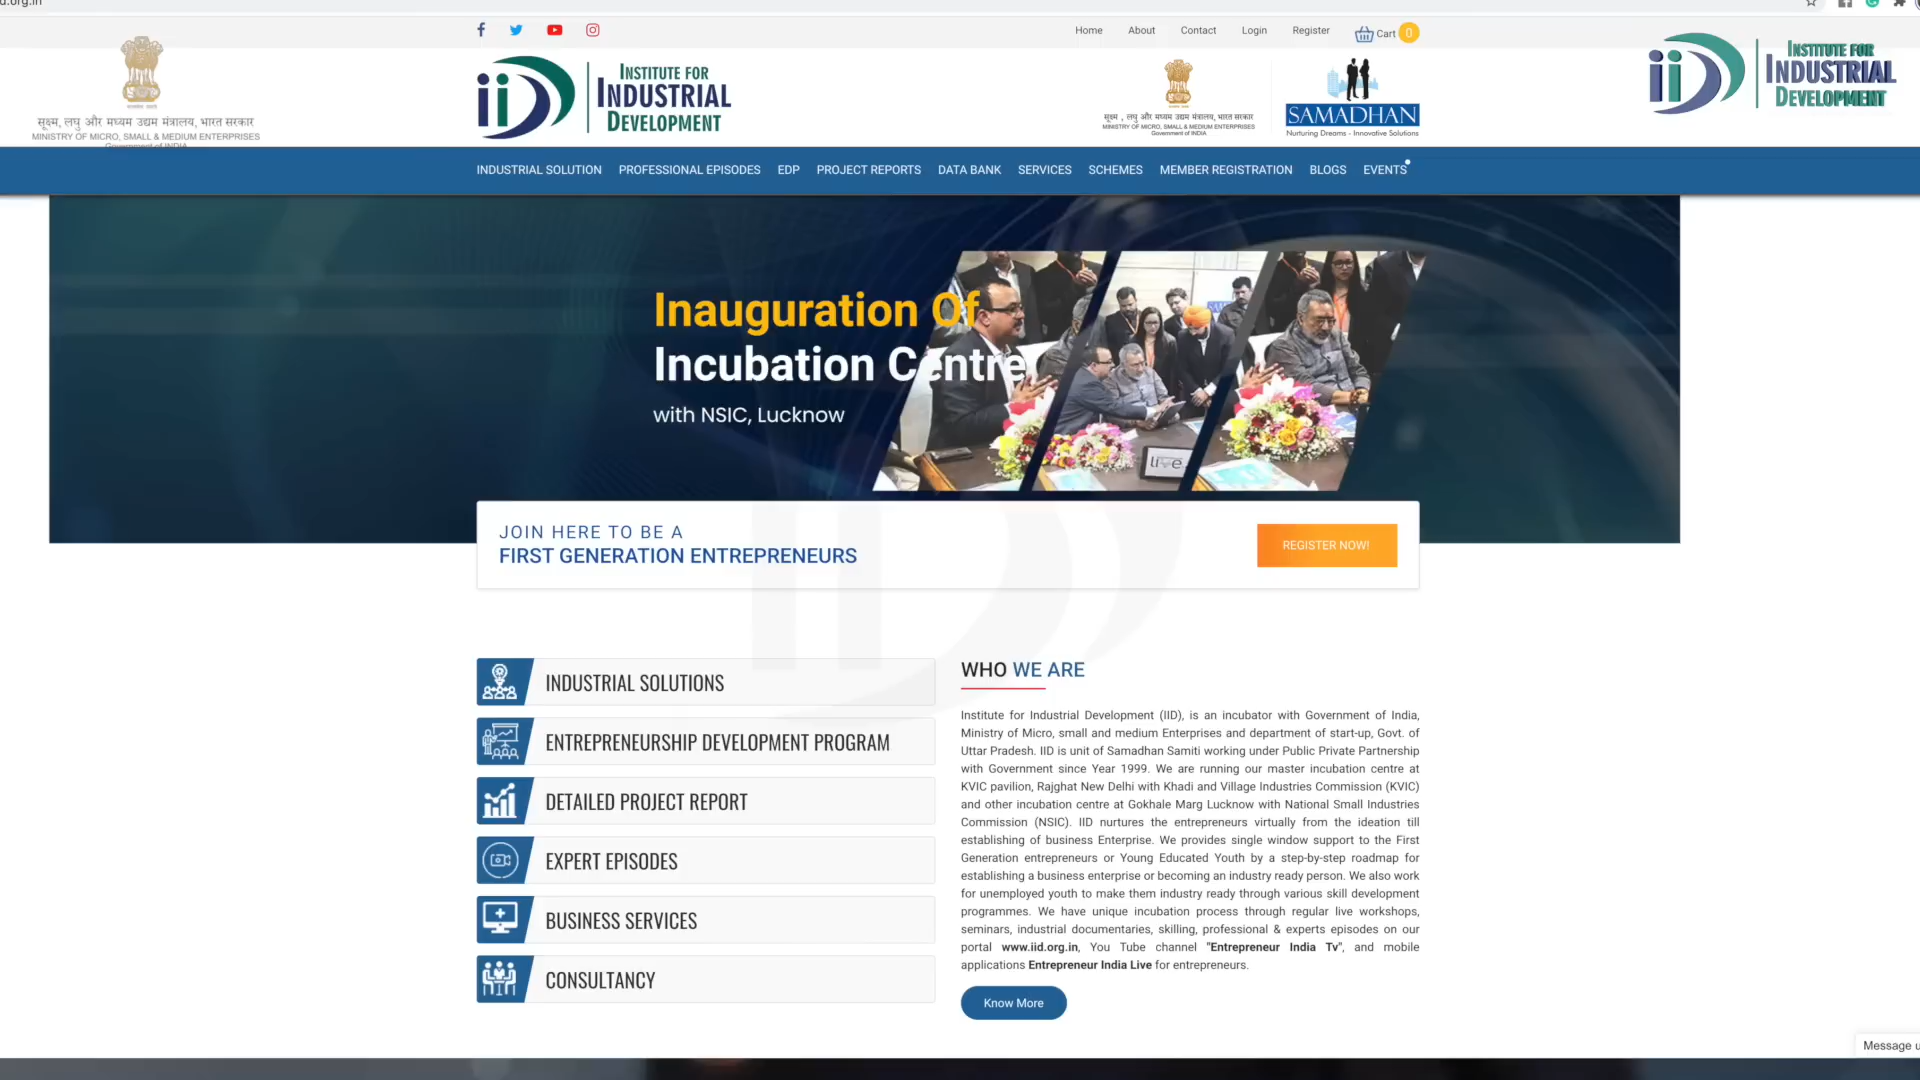 d.org.in
Home About Contact Login Register Cart 0
सूक्ष्म, लघु और मध्यम उद्यम मंत्रालय, भारत सरकार
MINISTRY OF MICRO, SMALL & MEDIUM ENTERPRISES
Government of INDIA
iiD INSTITUTE FOR
INDUSTRIAL
DEVELOPMENT
सूक्ष्म , लघु और मध्यम उद्यम मंत्रालय, भारत सरकार
MINISTRY OF MICRO, SMALL & MEDIUM ENTERPRISES
Government of INDIA
SAMADHAN
Nurturing Dreams - Innovative Solutions
iiD INSTITUTE FOR
INDUSTRIAL
DEVELOPMENT
INDUSTRIAL SOLUTION PROFESSIONAL EPISODES EDP PROJECT REPORTS DATA BANK SERVICES SCHEMES MEMBER REGISTRATION BLOGS EVENTS
Inauguration Of
Incubation Centre
with NSIC, Lucknow
live
JOIN HERE TO BE A
FIRST GENERATION ENTREPRENEURS
REGISTER NOW!
INDUSTRIAL SOLUTIONS
ENTREPRENEURSHIP DEVELOPMENT PROGRAM
DETAILED PROJECT REPORT
EXPERT EPISODES
BUSINESS SERVICES
CONSULTANCY
WHO WE ARE
Institute for Industrial Development (IID), is an incubator with Government of India,
Ministry of Micro, small and medium Enterprises and department of start-up, Govt. of
Uttar Pradesh. IID is unit of Samadhan Samiti working under Public Private Partnership
with Government since Year 1999. We are running our master incubation centre at
KVIC pavilion, Rajghat New Delhi with Khadi and Village Industries Commission (KVIC)
and other incubation centre at Gokhale Marg Lucknow with National Small Industries
Commission (NSIC). IID nurtures the entrepreneurs virtually from the ideation till
establishing of business Enterprise. We provides single window support to the First
Generation entrepreneurs or Young Educated Youth by a step-by-step roadmap for
establishing a business enterprise or becoming an industry ready person. We also work
for unemployed youth to make them industry ready through various skill development
programmes. We have unique incubation process through regular live workshops,
seminars, industrial documentaries, skilling, professional & experts episodes on our
portal www.iid.org.in, You Tube channel "Entrepreneur India Tv", and mobile
applications Entrepreneur India Live for entrepreneurs.
Know More
Message u